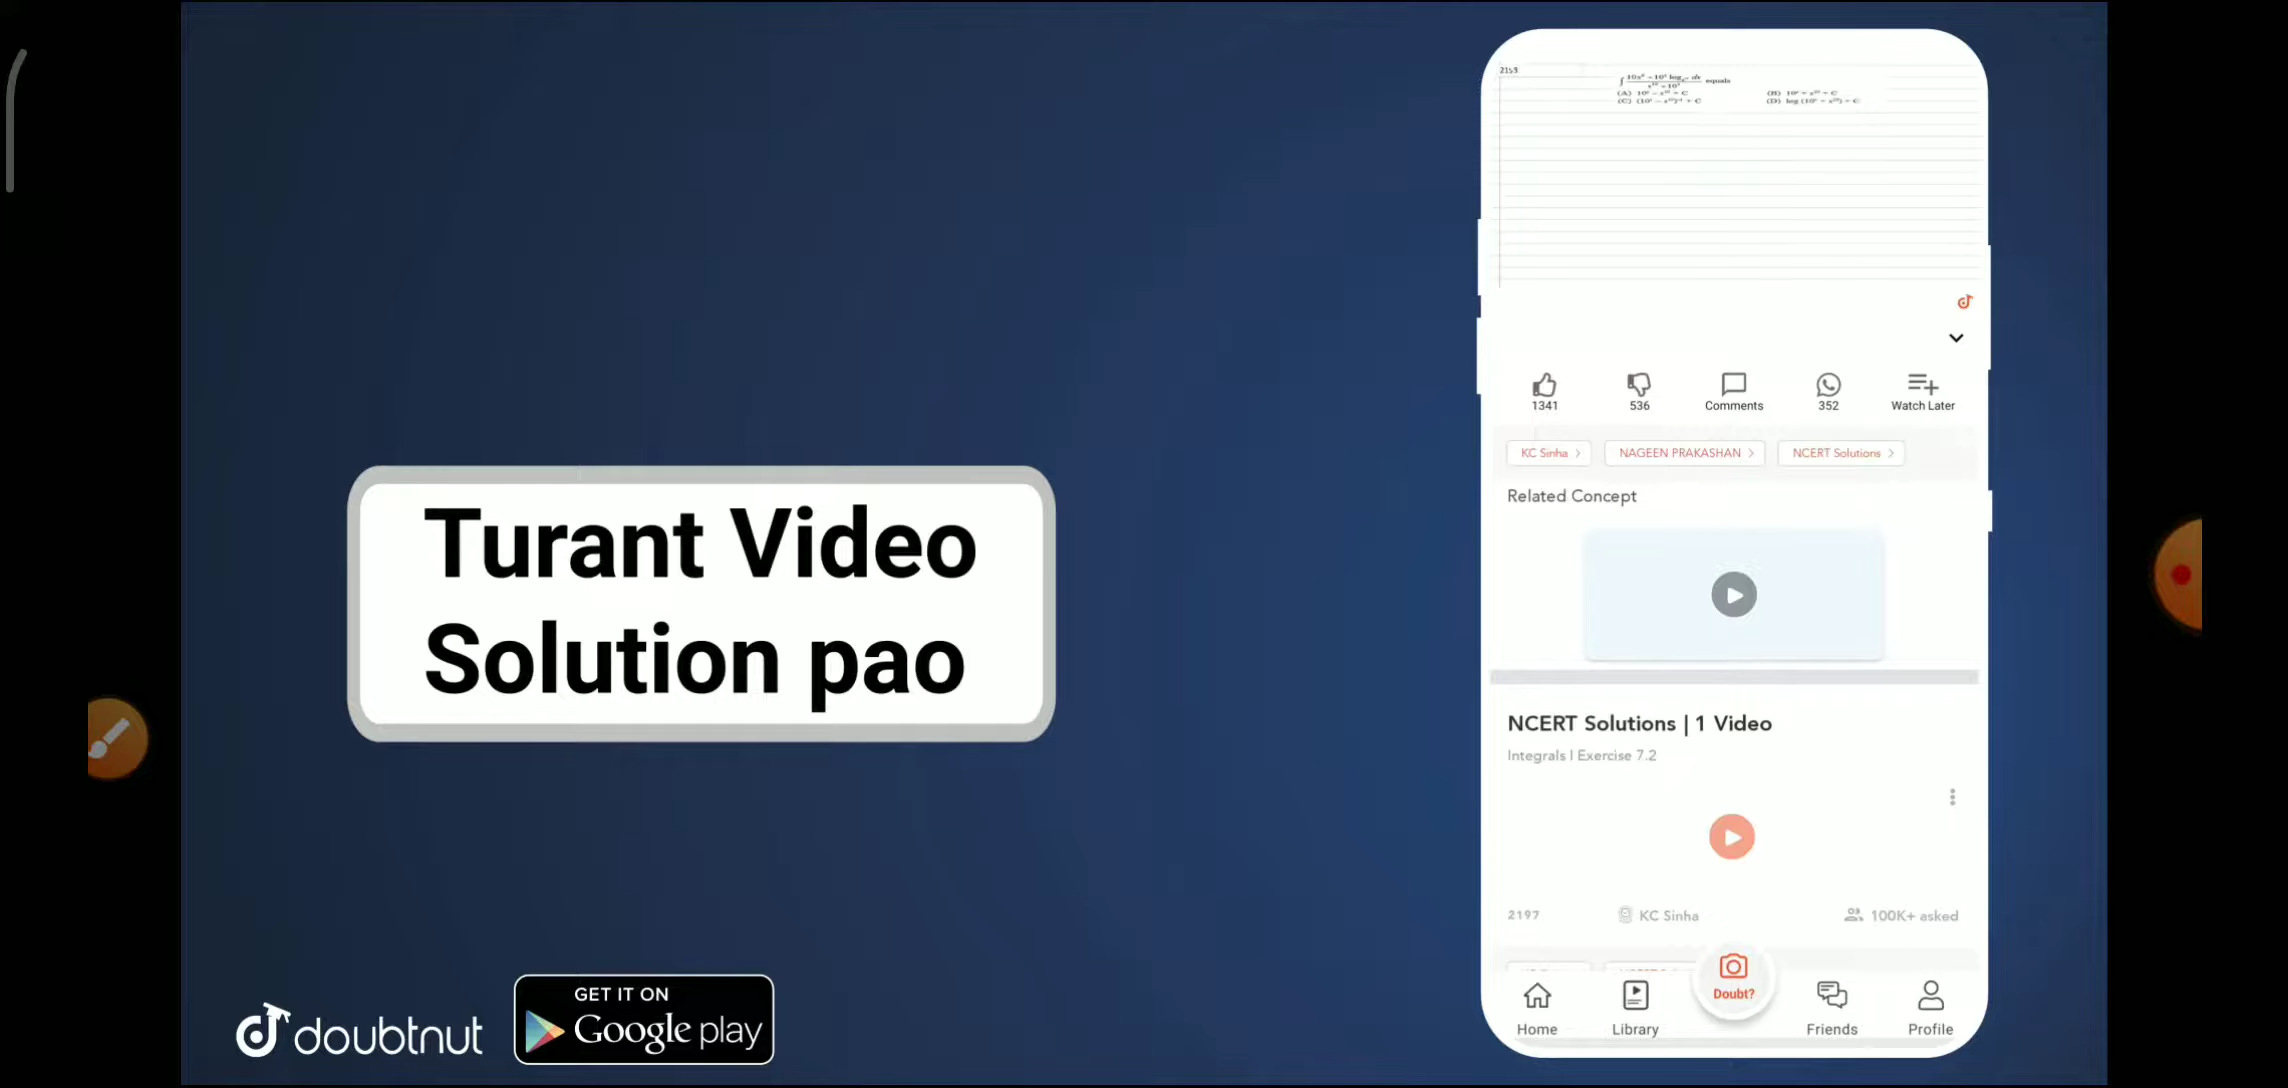 Turant Video
Solution pao
doubtnut
GET IT ON
Google play
2153
equals
1341
536
Comments
352
Watch Later
KC Sinha >
NAGEEN PRAKASHAN >
NCERT Solutions >
Related Concept
NCERT Solutions | 1 Video
Integrals | Exercise 7.2
2197
KC Sinha
100K+ asked
Doubt?
Home
Library
Friends
Profile